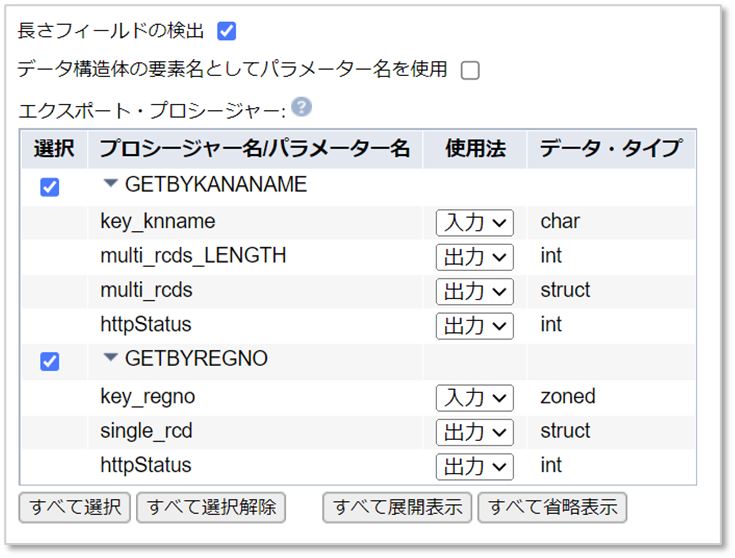 長さフィールドの検出
データ構造体の要素名としてパラメーター名を使用
エクスポート・プロシージャー: ?
選択 プロシージャー名/パラメーター名 使用法 データ・タイプ
GETBYKANANAME
key_knname 入力 char
multi_rcds_LENGTH 出力 int
multi_rcds 出力 struct
httpStatus 出力 int
GETBYREGNO
key_regno 入力 zoned
single_rcd 出力 struct
httpStatus 出力 int
すべて選択 すべて選択解除 すべて展開表示 すべて省略表示